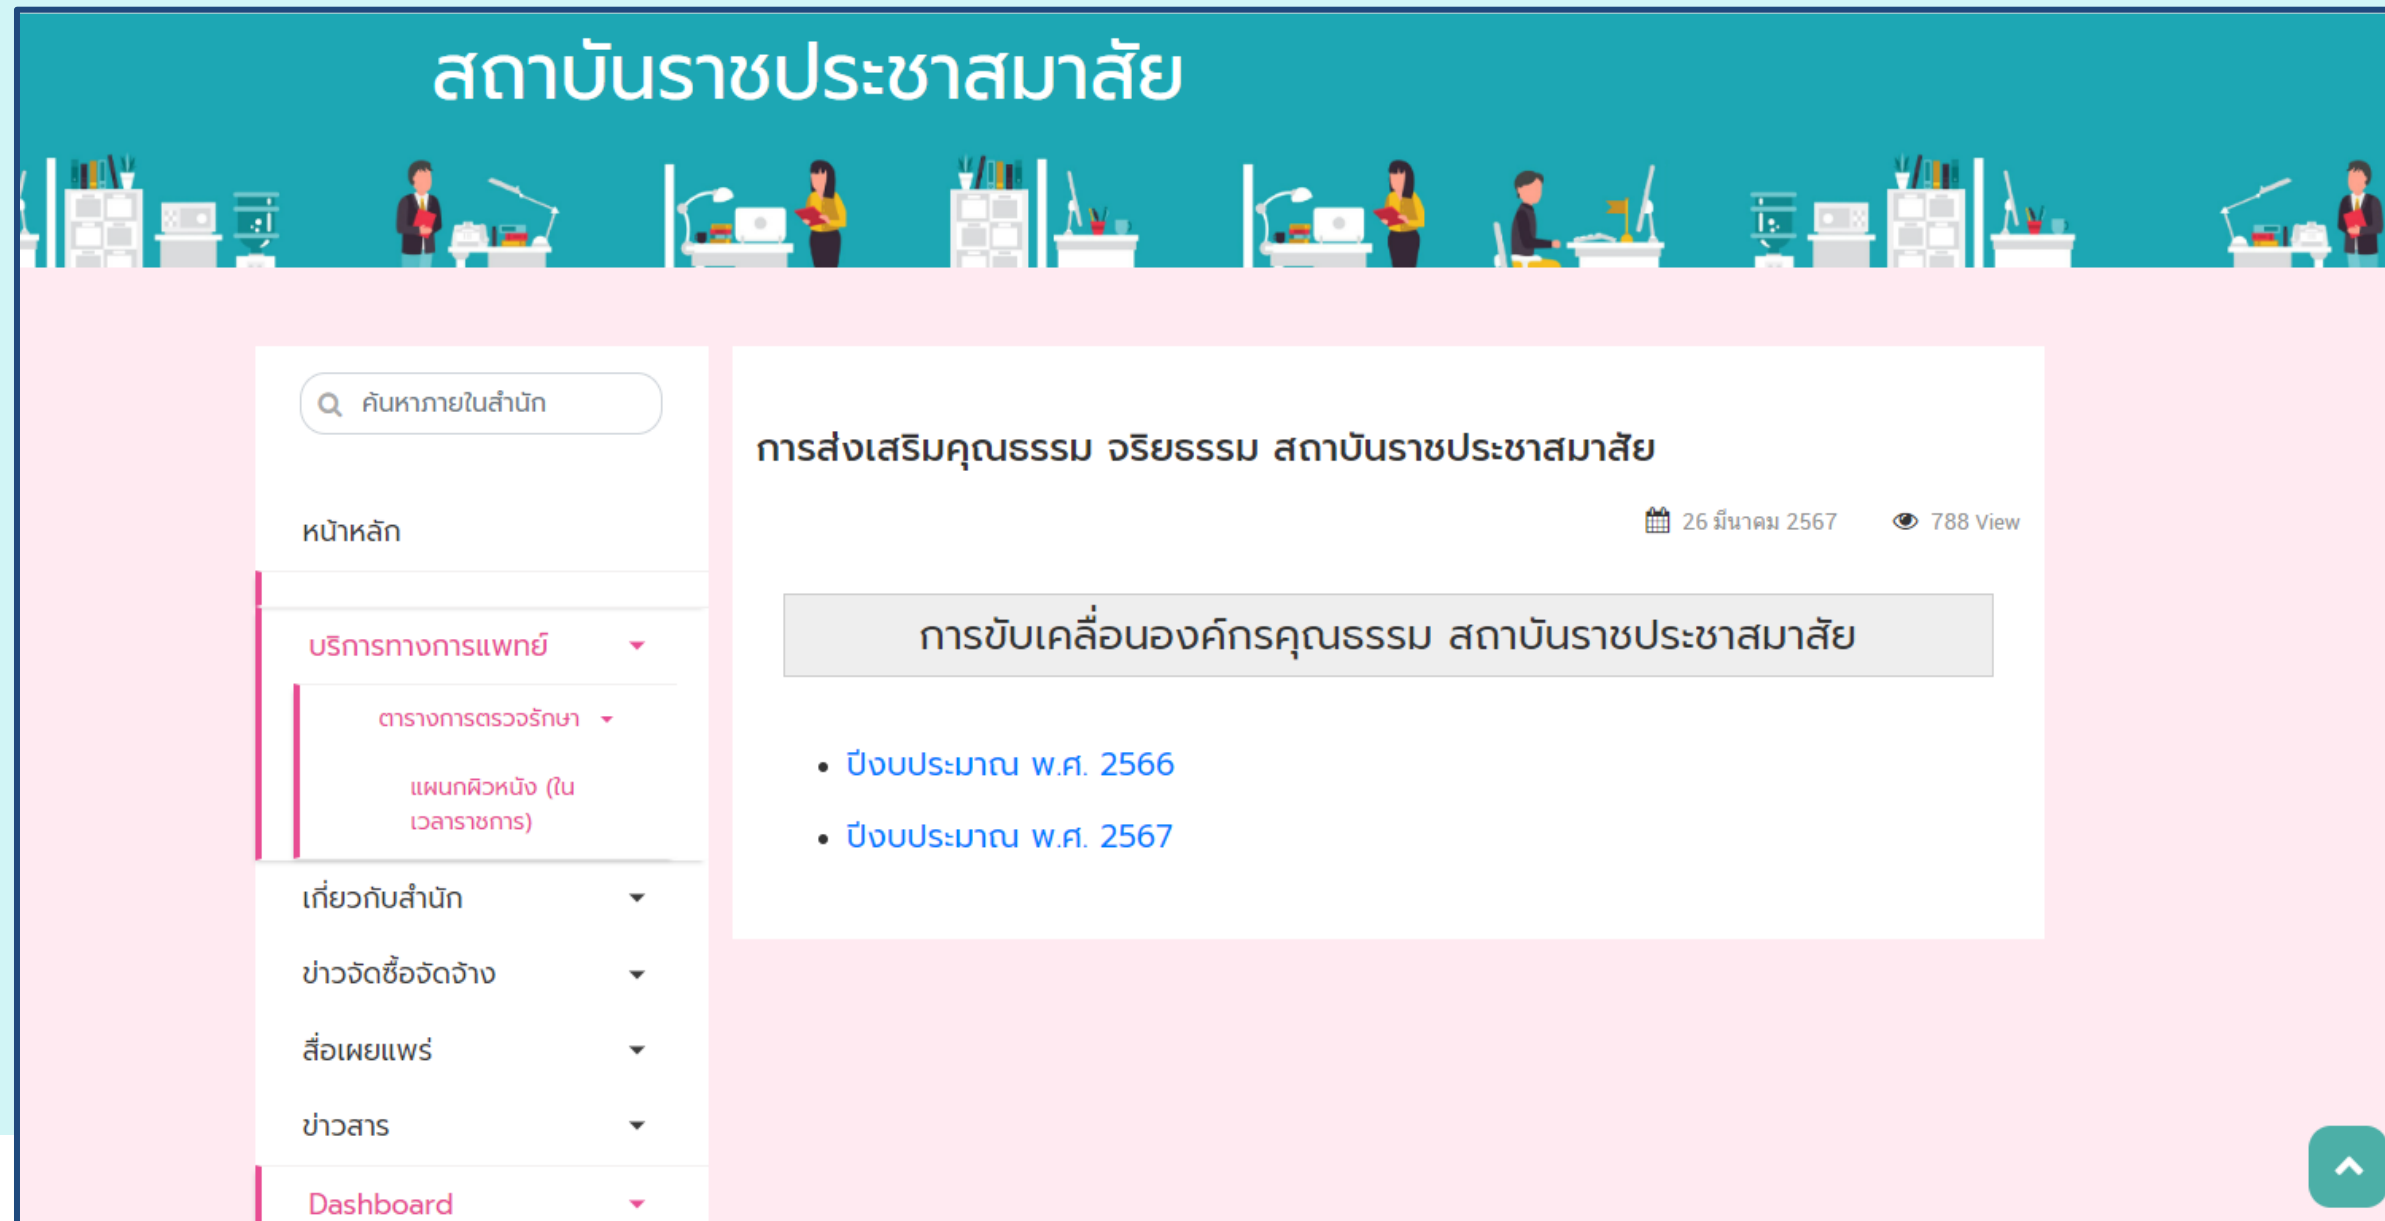 สถาบันราชประชาสมาสัย
ค้นหาภายในสำนัก
หน้าหลัก
บริการทางการแพทย์
ตารางการตรวจรักษา
แผนกผิวหนัง (ใน
เวลาราชการ)
เกี่ยวกับสำนัก
ข่าวจัดซื้อจัดจ้าง
สื่อเผยแพร่
ข่าวสาร
Dashboard
การส่งเสริมคุณธรรม จริยธรรม สถาบันราชประชาสมาสัย
26 มีนาคม 2567 788 View
การขับเคลื่อนองค์กรคุณธรรม สถาบันราชประชาสมาสัย
• ปีงบประมาณ พ.ศ. 2566
• ปีงบประมาณ พ.ศ. 2567